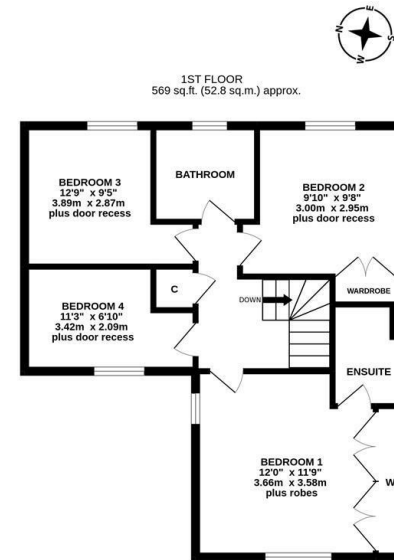 N
E
S
W
1ST FLOOR
569 sq.ft. (52.8 sq.m.) approx.
BEDROOM 3
12'9" x 9'5"
3.89m x 2.87m
plus door recess
BATHROOM
BEDROOM 2
9'10" x 9'8"
3.00m x 2.95m
plus door recess
WARDROBE
C
DOWN
BEDROOM 4
11'3" x 6'10"
3.42m x 2.09m
plus door recess
ENSUITE
BEDROOM 1
12'0" x 11'9"
3.66m x 3.58m
plus robes
W